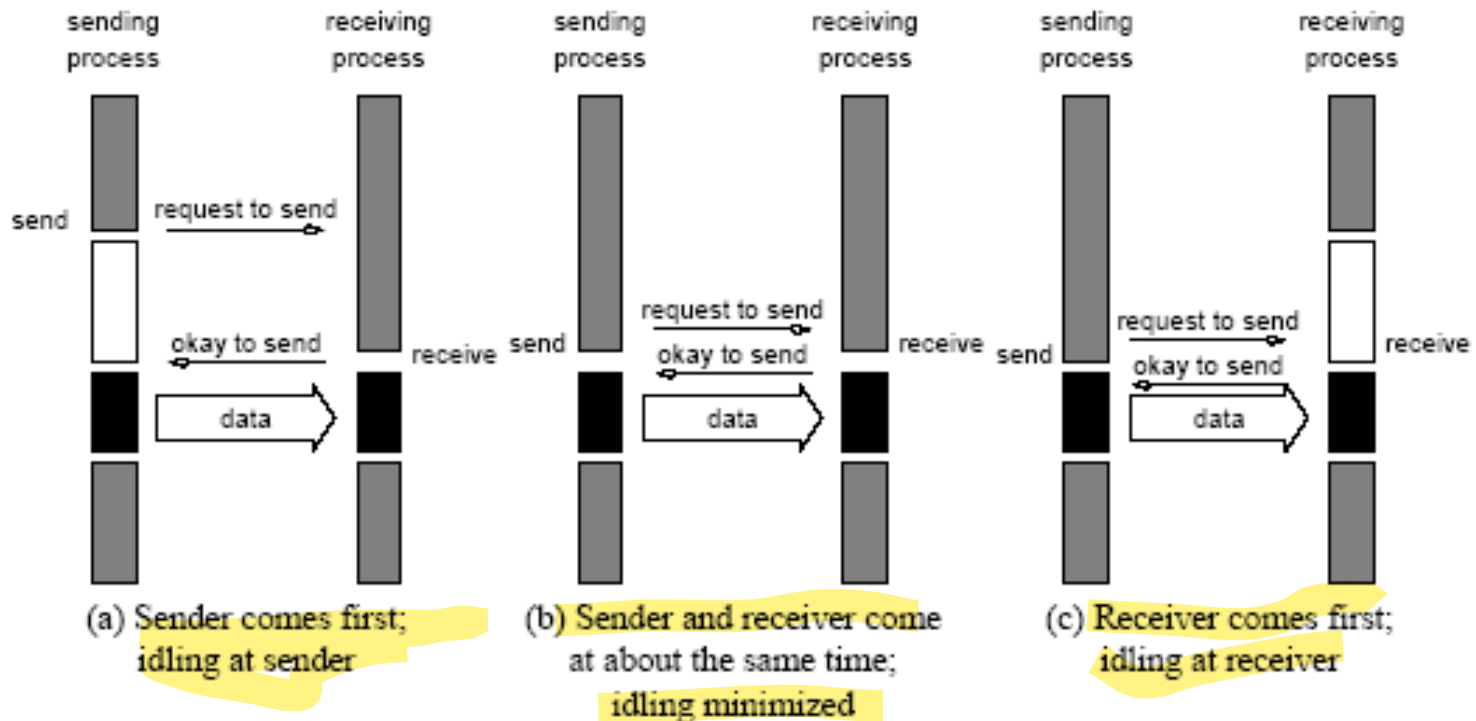 sending process
receiving process
sending process
receiving process
sending process
receiving process
send
request to send
okay to send
receive
data
send
request to send
okay to send
receive
data
send
request to send
okay to send
receive
data
(a) Sender comes first;
idling at sender
(b) Sender and receiver come
at about the same time;
idling minimized
(c) Receiver comes first;
idling at receiver